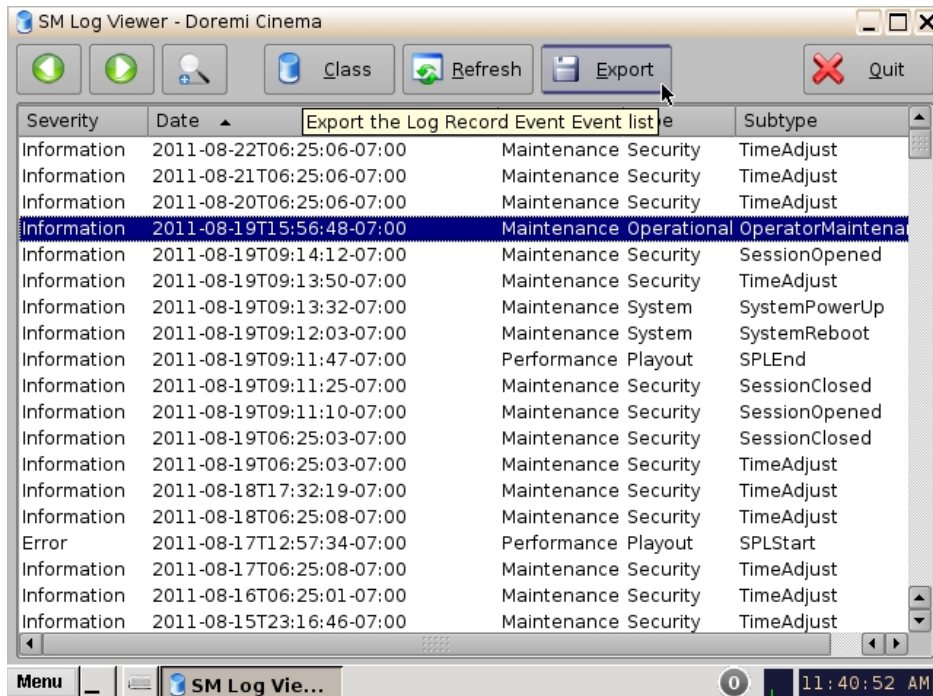 SM Log Viewer - Doremi Cinema
Class Refresh Export Quit
Severity Date Subtype
Export the Log Record Event Event list
Information 2011-08-22T06:25:06-07:00 Maintenance Security TimeAdjust
Information 2011-08-21T06:25:06-07:00 Maintenance Security TimeAdjust
Information 2011-08-20T06:25:06-07:00 Maintenance Security TimeAdjust
Information 2011-08-19T15:56:48-07:00 Maintenance Operational OperatorMaintenan
Information 2011-08-19T09:14:12-07:00 Maintenance Security SessionOpened
Information 2011-08-19T09:13:50-07:00 Maintenance Security TimeAdjust
Information 2011-08-19T09:13:32-07:00 Maintenance System SystemPowerUp
Information 2011-08-19T09:12:03-07:00 Maintenance System SystemReboot
Information 2011-08-19T09:11:47-07:00 Performance Playout SPLEnd
Information 2011-08-19T09:11:25-07:00 Maintenance Security SessionClosed
Information 2011-08-19T09:11:10-07:00 Maintenance Security SessionOpened
Information 2011-08-19T06:25:03-07:00 Maintenance Security SessionClosed
Information 2011-08-19T06:25:03-07:00 Maintenance Security TimeAdjust
Information 2011-08-18T17:32:19-07:00 Maintenance Security TimeAdjust
Information 2011-08-18T06:25:08-07:00 Maintenance Security TimeAdjust
Error 2011-08-17T12:57:34-07:00 Performance Playout SPLStart
Information 2011-08-17T06:25:08-07:00 Maintenance Security TimeAdjust
Information 2011-08-16T06:25:01-07:00 Maintenance Security TimeAdjust
Information 2011-08-15T23:16:46-07:00 Maintenance Security TimeAdjust
Menu SM Log Vie... 0 11:40:52 AM